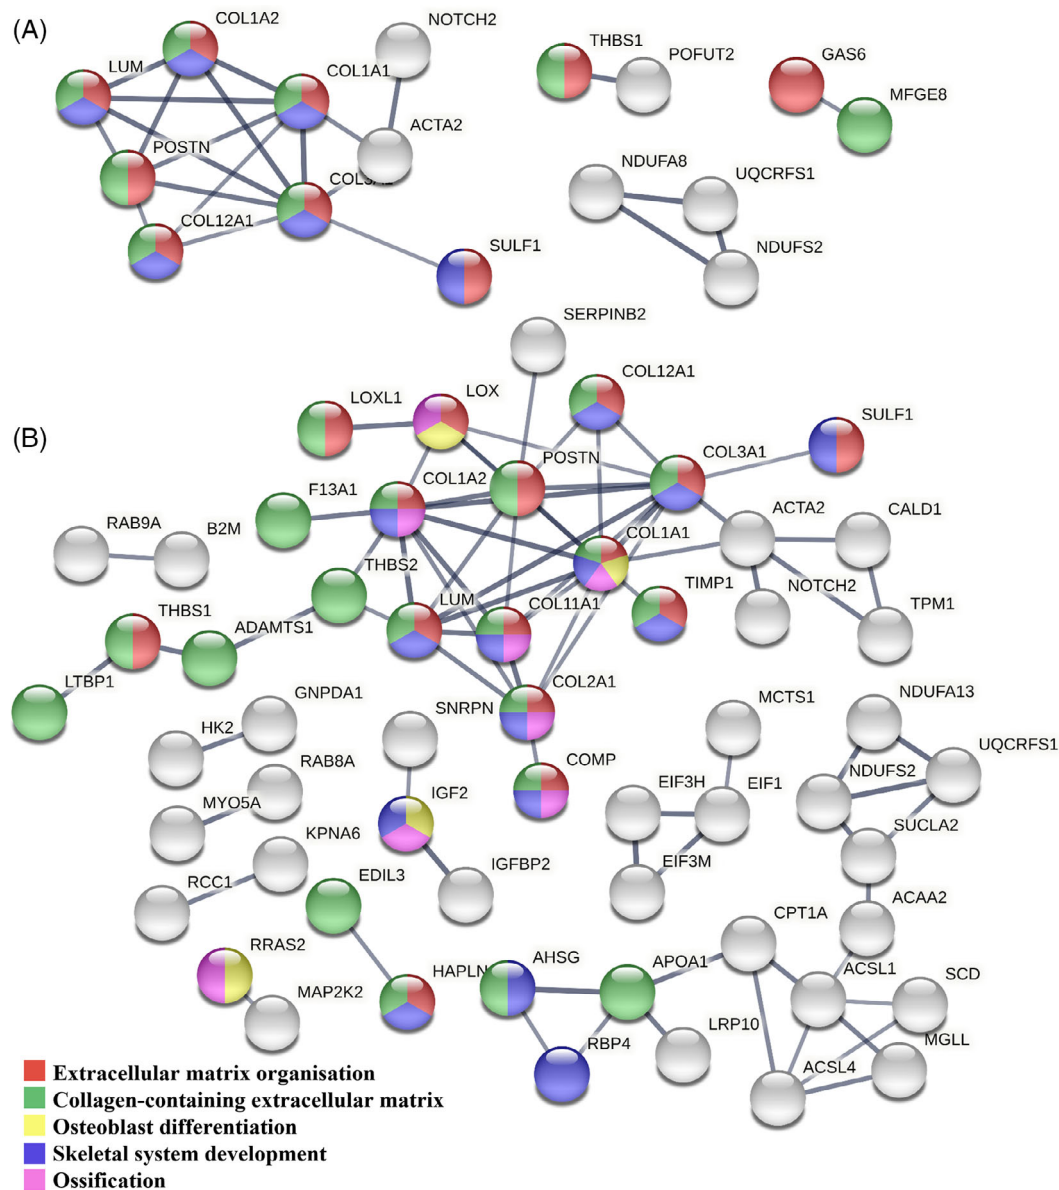 (A)
COL1A2
NOTCH2
LUM
COL1A1
ACTA2
POSTN
COL12A1
SULF1
THBS1
POFUT2
GAS6
MFGE8
NDUFA8
UQCRFS1
NDUFS2
(B)
SERPINB2
COL12A1
LOXL1
LOX
SULF1
POSTN
COL3A1
F13A1
COL1A2
RAB9A
B2M
COL1A1
ACTA2
CALD1
THBS2
TIMP1
NOTCH2
THBS1
ADAMTS1
LUM
COL11A1
TPM1
LTBP1
COL2A1
GNPDA1
SNRPN
MCTS1
NDUFA13
HK2
UQCRFS1
RAB8A
COMP
NDUFS2
MYO5A
IGF2
EIF3H
EIF1
SUCLA2
KPNA6
IGFBP2
EIF3M
RCC1
EDIL3
ACAA2
CPT1A
RRAS2
HAPLN
AHSG
APOA1
ACSL1
SCD
MAP2K2
LRP10
RBP4
MGLL
ACSL4
Extracellular matrix organisation
Collagen-containing extracellular matrix
Osteoblast differentiation
Skeletal system development
Ossification